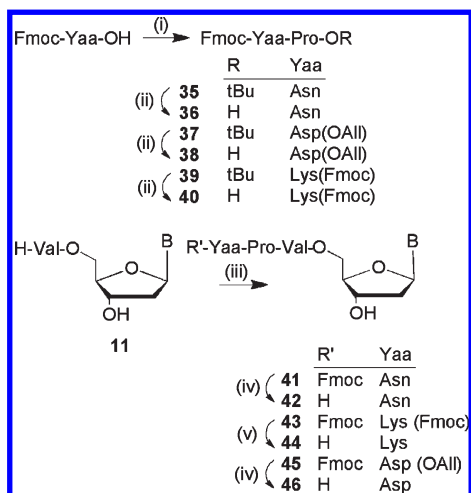 (i)
Fmoc-Yaa-OH Fmoc-Yaa-Pro-OR
R Yaa
35 tBu Asn
(ii)
36 H Asn
37 tBu Asp(OAll)
(ii)
38 H Asp(OAll)
39 tBu Lys(Fmoc)
(ii)
40 H Lys(Fmoc)
H-Val-O B R'-Yaa-Pro-Val-O B
O (iii) O
OH OH
11
R' Yaa
41 Fmoc Asn
(iv)
42 H Asn
43 Fmoc Lys (Fmoc)
(v)
44 H Lys
45 Fmoc Asp (OAll)
(iv)
46 H Asp